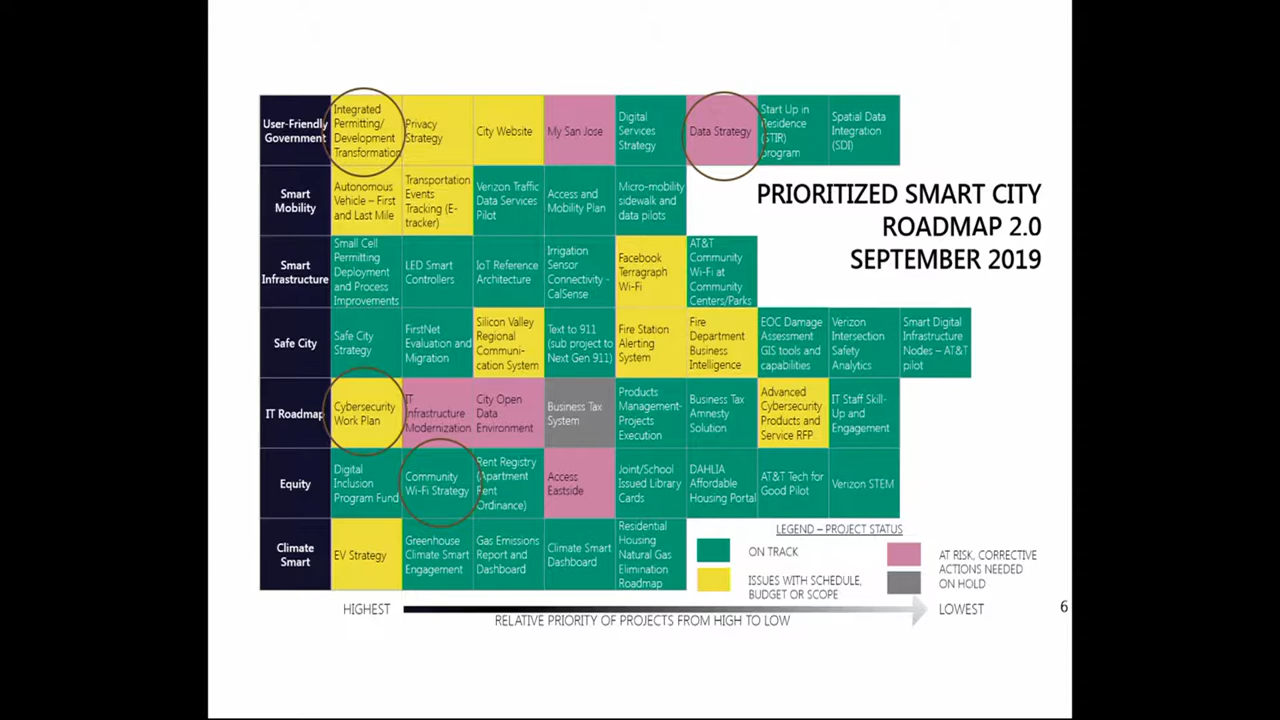 User-Friendly
Government
Integrated
Permitting/
Development
Transformation
Privacy
Strategy
City Website
My San Jose
Digital
Services
Strategy
Data Strategy
Start Up in
Residence
(STIR)
program
Spatial Data
Integration
(SDI)
PRIORITIZED SMART CITY
ROADMAP 2.0
SEPTEMBER 2019
Smart
Mobility
Autonomous
Vehicle – First
and Last Mile
Transportation
Events
Tracking (E-
tracker)
Verizon Traffic
Data Services
Pilot
Access and
Mobility Plan
Micro-mobility
sidewalk and
data pilots
Smart
Infrastructure
Small Cell
Permitting
Deployment
and Process
Improvements
LED Smart
Controllers
IoT Reference
Architecture
Irrigation
Sensor
Connectivity -
CalSense
Facebook
Terragraph
Wi-Fi
AT&T
Community
Wi-Fi at
Community
Centers/Parks
Safe City
Safe City
Strategy
FirstNet
Evaluation and
Migration
Silicon Valley
Regional
Communi-
cation System
Text to 911
(sub project to
Next Gen 911)
Fire Station
Alerting
System
Fire
Department
Business
Intelligence
EOC Damage
Assessment
GIS tools and
capabilities
Verizon
Intersection
Safety
Analytics
Smart Digital
Infrastructure
Nodes – AT&T
pilot
IT Roadmap
Cybersecurity
Work Plan
IT
Infrastructure
Modernization
City Open
Data
Environment
Business Tax
System
Products
Management-
Projects
Execution
Business Tax
Amnesty
Solution
Advanced
Cybersecurity
Products and
Service RFP
IT Staff Skill-
Up and
Engagement
Equity
Digital
Inclusion
Program Fund
Community
Wi-Fi Strategy
Rent Registry
(Apartment
Rent
Ordinance)
Access
Eastside
Joint/School
Issued Library
Cards
DAHLIA
Affordable
Housing Portal
AT&T Tech for
Good Pilot
Verizon STEM
Climate
Smart
EV Strategy
Greenhouse
Climate Smart
Engagement
Gas Emissions
Report and
Dashboard
Climate Smart
Dashboard
Residential
Housing
Natural Gas
Elimination
Roadmap
LEGEND – PROJECT STATUS
ON TRACK
ISSUES WITH SCHEDULE,
BUDGET OR SCOPE
AT RISK, CORRECTIVE
ACTIONS NEEDED
ON HOLD
HIGHEST
LOWEST
RELATIVE PRIORITY OF PROJECTS FROM HIGH TO LOW
6